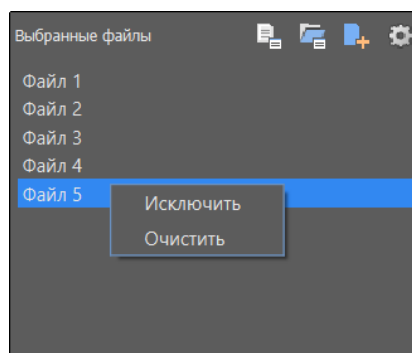 Выбранные файлы
Файл 1
Файл 2
Файл 3
Файл 4
Файл 5
Исключить
Очистить